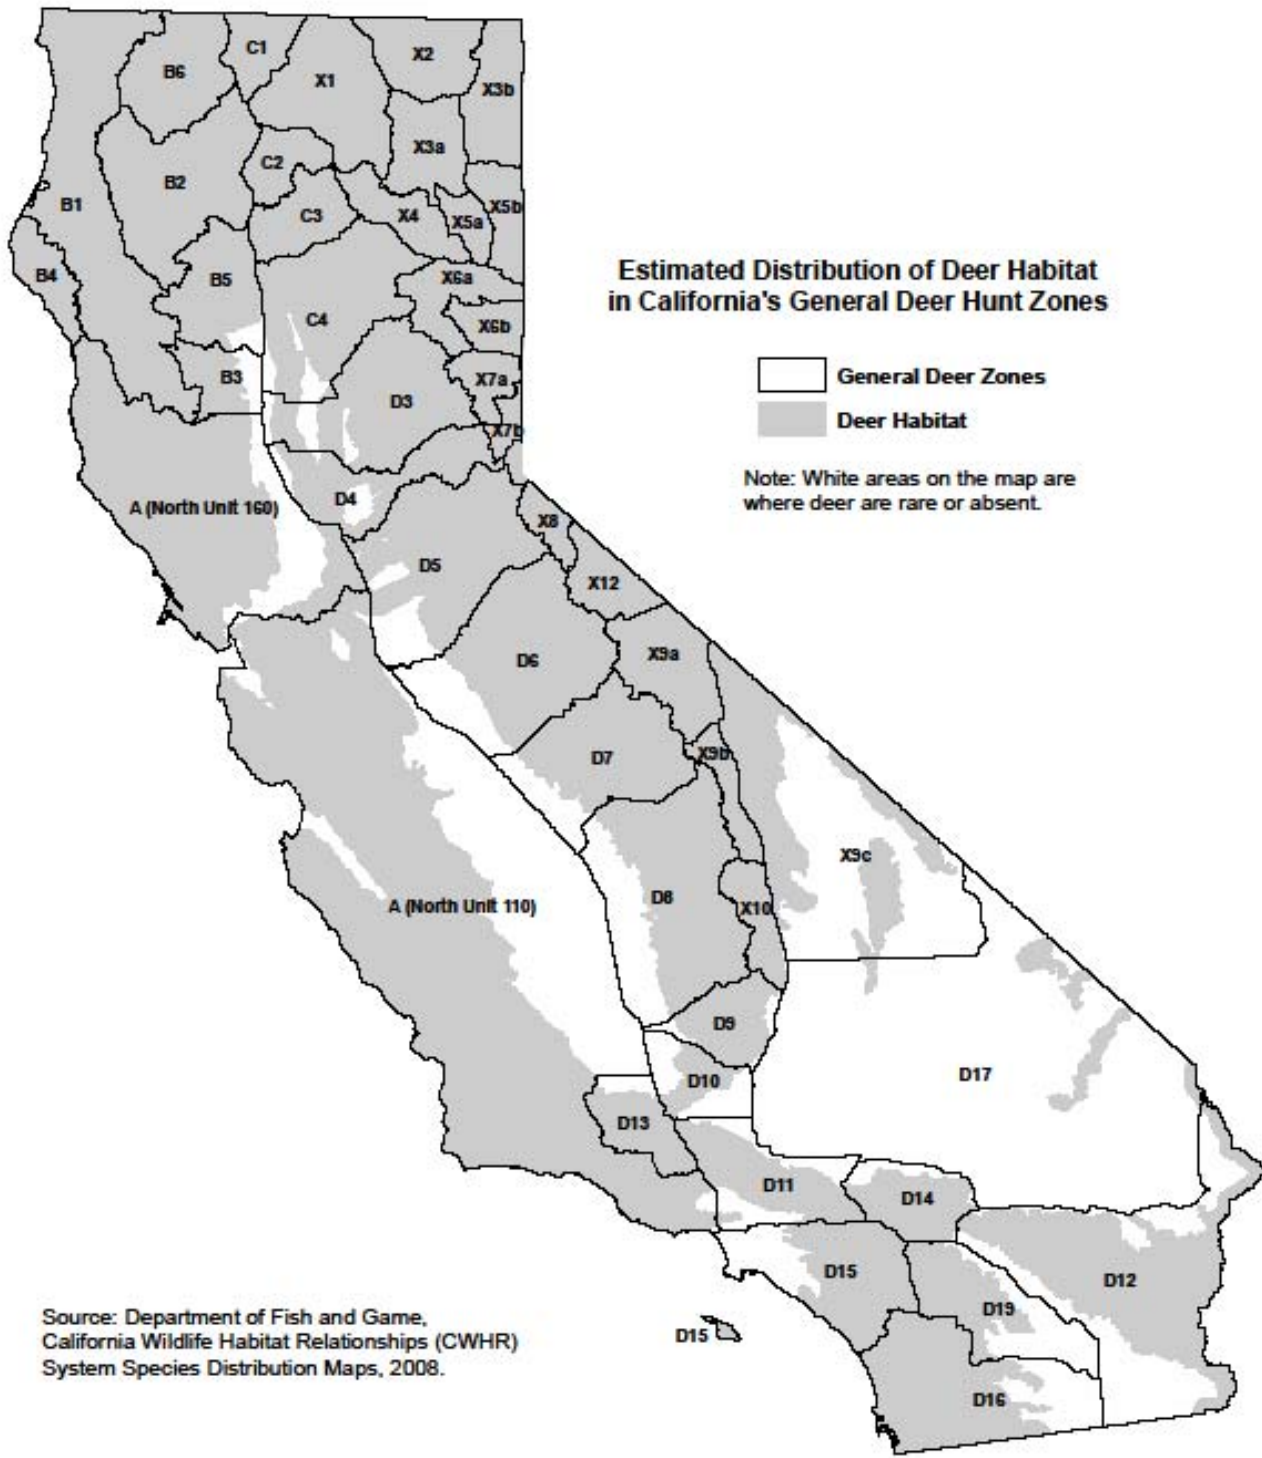 C1
X2
B6
X1
X3b
X3a
C2
B2
B1
C3
X4
X5a
X5b
B4
B5
X6a
C4
X6b
B3
X7a
D3
X7b
Estimated Distribution of Deer Habitat
in California's General Deer Hunt Zones
General Deer Zones
Deer Habitat
Note: White areas on the map are
where deer are rare or absent.
A (North Unit 160)
D4
X8
D5
X12
D6
X9a
D7
X9b
X9c
D8
X10
A (North Unit 110)
D9
D10
D17
D13
D11
D14
D15
D12
D19
D15
D16
Source: Department of Fish and Game,
California Wildlife Habitat Relationships (CWHR)
System Species Distribution Maps, 2008.